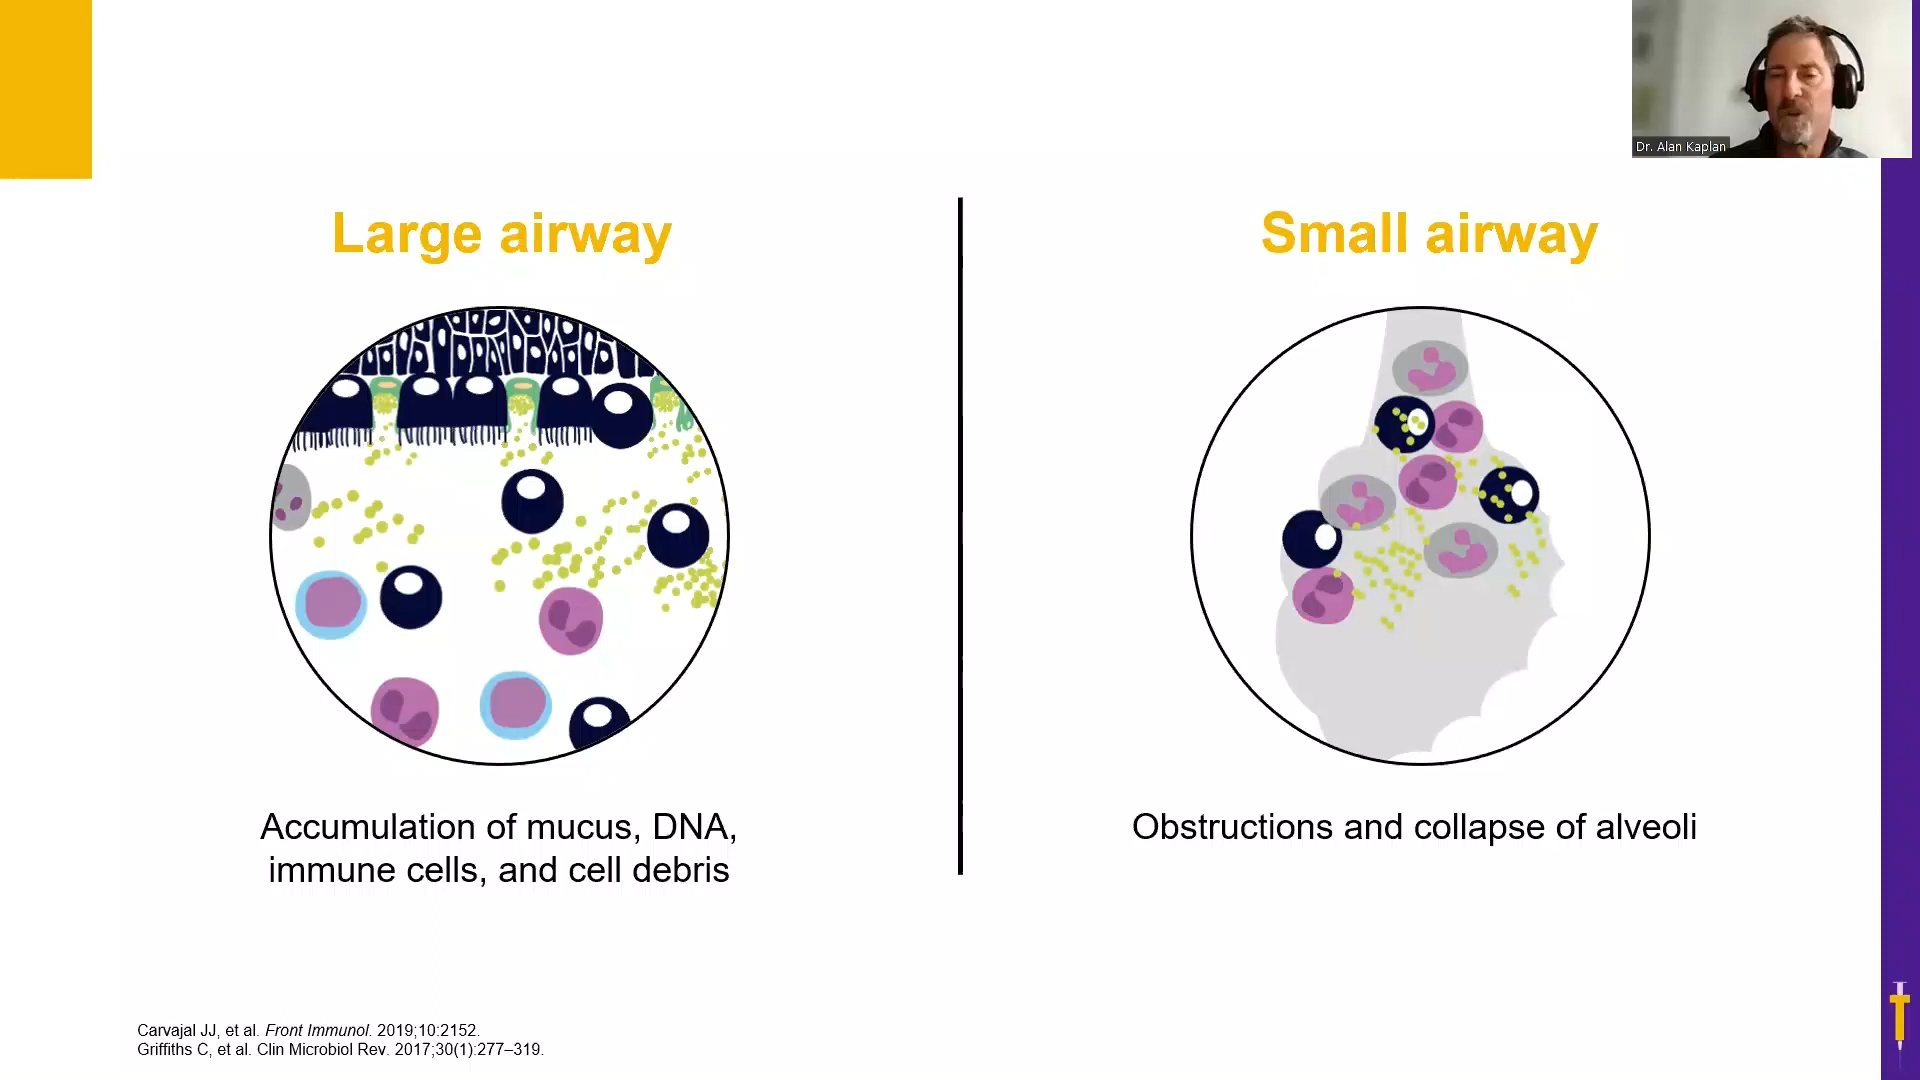 Dr. Alan Kaplan
Large airway
Small airway
Accumulation of mucus, DNA,
immune cells, and cell debris
Obstructions and collapse of alveoli
Carvajal JJ, et al. Front Immunol. 2019;10:2152.
Griffiths C, et al. Clin Microbiol Rev. 2017;30(1):277–319.